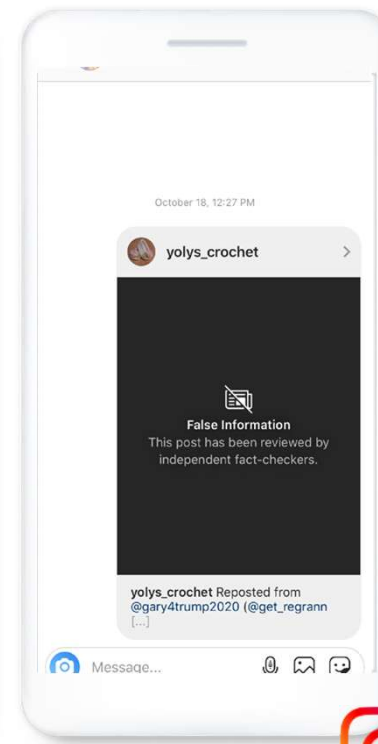 October 18, 12:27 PM
yolys_crochet
False Information
This post has been reviewed by
independent fact-checkers.
yolys_crochet Reposted from
@gary4trump2020 (@get_regrann
[...]
Message...